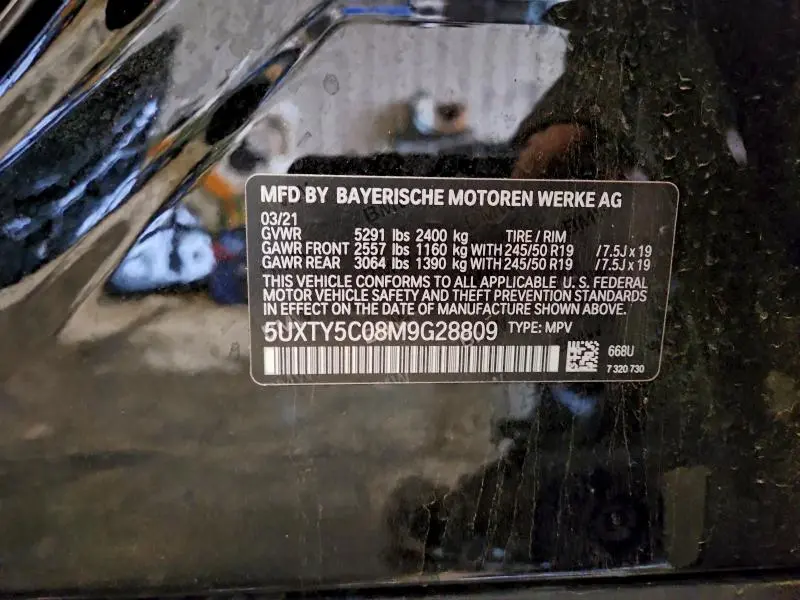 MFD BY BAYERISCHE MOTOREN WERKE AG
03/21
GVWR 5291 lbs 2400 kg TIRE / RIM
GAWR FRONT 2557 lbs 1160 kg WITH 245/50 R19 /7.5J x 19
GAWR REAR 3064 lbs 1390 kg WITH 245/50 R19 /7.5J x 19
THIS VEHICLE CONFORMS TO ALL APPLICABLE U. S. FEDERAL
MOTOR VEHICLE SAFETY AND THEFT PREVENTION STANDARDS
IN EFFECT ON THE DATE OF MANUFACTURE SHOWN ABOVE.
5UXTY5C08M9G28809 TYPE: MPV
668U
7 320 730